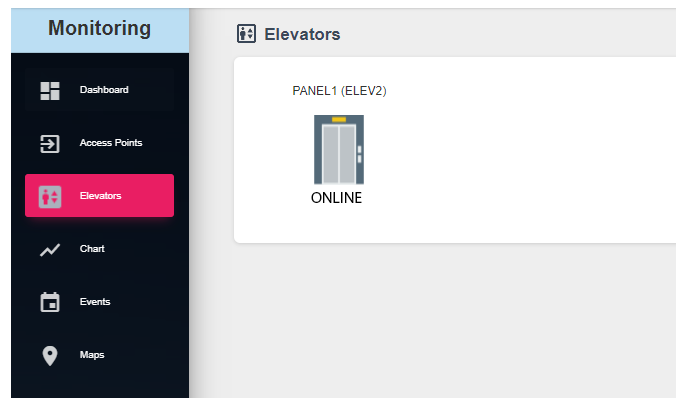 Monitoring
Dashboard
Access Points
Elevators
Chart
Events
Maps
Elevators
PANEL1 (ELEV2)
ONLINE